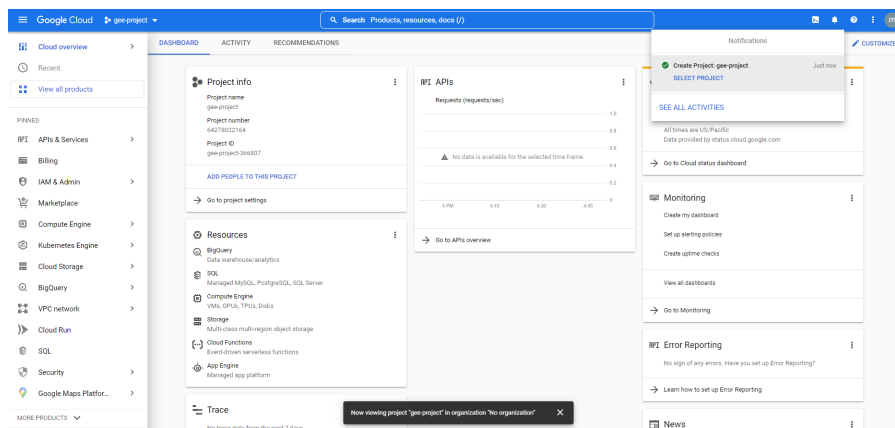 Google Cloud
gee-project
Search Products, resources, docs (/)
Cloud overview
Recent
View all products
PINNED
API APIs & Services
Billing
IAM & Admin
Marketplace
Compute Engine
Kubernetes Engine
Cloud Storage
BigQuery
VPC network
Cloud Run
SQL
Security
Google Maps Platfor...
MORE PRODUCTS
DASHBOARD
ACTIVITY
RECOMMENDATIONS
CUSTOMIZE
Project info
Project name
gee-project
Project number
64278022164
Project ID
gee-project-366807
ADD PEOPLE TO THIS PROJECT
Go to project settings
Resources
BigQuery
Data warehouse/analytics
SQL
Managed MySQL, PostgreSQL, SQL Server
Compute Engine
VMs, GPUs, TPUs, Disks
Storage
Multi-class multi-region object storage
Cloud Functions
Event-driven serverless functions
App Engine
Managed app platform
Trace
No trace data from the past 7 days
API APIs
Requests (requests/sec)
1.0
0.8
0.6
0.4
0.2
0
No data is available for the selected time frame.
4 PM 4:15 4:30 4:45
Go to APIs overview
Notifications
Create Project: gee-project Just now
SELECT PROJECT
SEE ALL ACTIVITIES
All times are US/Pacific
Data provided by status.cloud.google.com
Go to Cloud status dashboard
Monitoring
Create my dashboard
Set up alerting policies
Create uptime checks
View all dashboards
Go to Monitoring
API Error Reporting
No sign of any errors. Have you set up Error Reporting?
Learn how to set up Error Reporting
News
Now viewing project "gee-project" in organization "No organization"